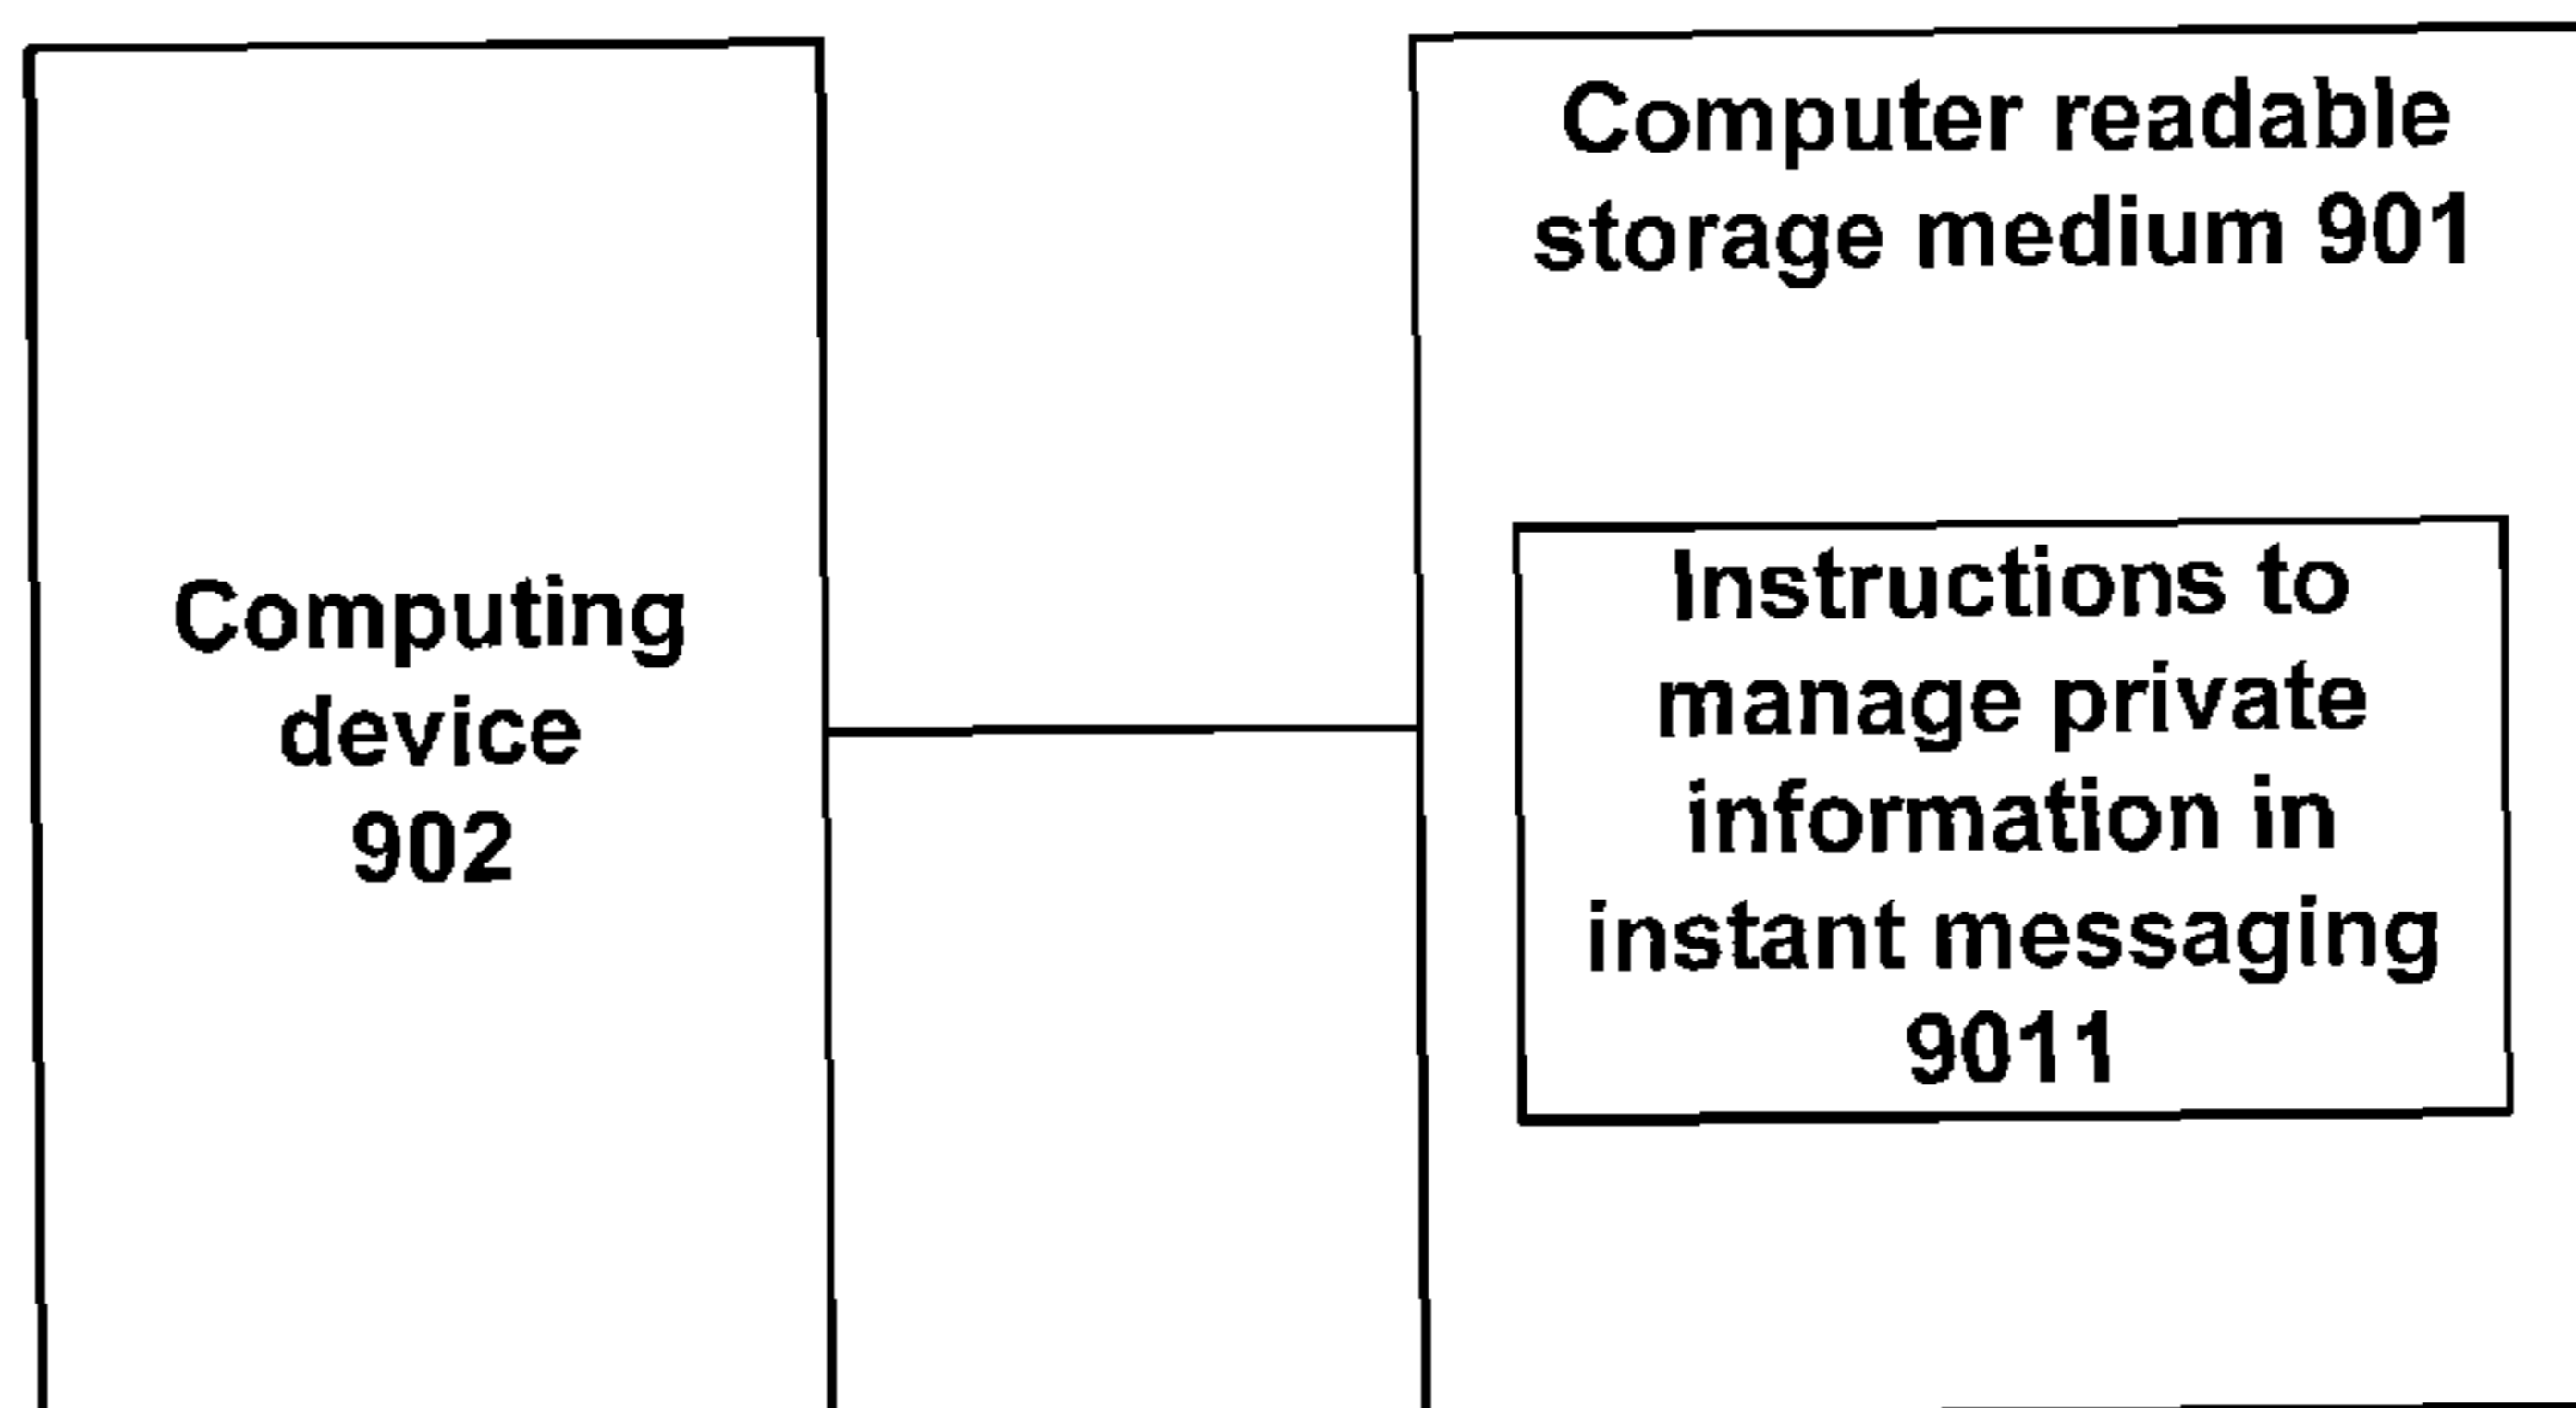 Computing
device
902
Computer readable
storage medium 901
Instructions to
manage private
information in
instant messaging
9011